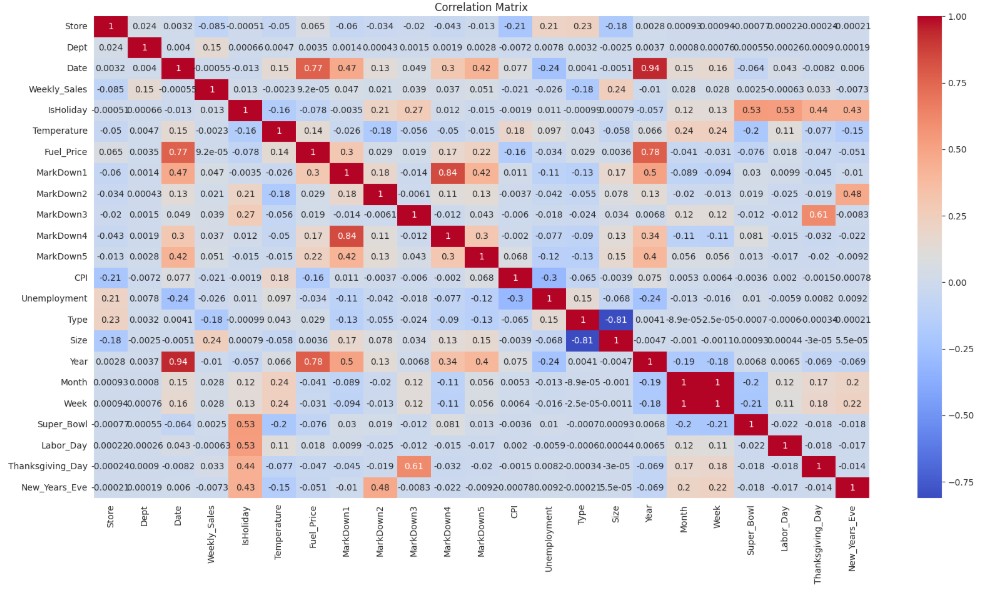 Correlation Matrix
Store 1 0.024 0.0032 -0.085 -0.00051 -0.05 0.065 -0.06 -0.034 -0.02 -0.043 -0.013 -0.21 0.21 0.23 -0.18 0.0028 0.00093 0.00094 -0.00077 0.00022 -0.00024 -0.00021
Dept 0.024 1 0.004 0.15 0.00066 0.0047 0.0035 0.0014 0.00043 0.0015 0.0019 0.0028 -0.0072 0.0078 0.0032 -0.0025 0.0037 0.0008 0.00076 0.00055 -0.00026 0.0009 0.00019
Date 0.0032 0.004 1 -0.00055 -0.013 0.15 0.77 0.47 0.13 0.049 0.3 0.42 0.077 -0.24 0.0041 -0.0051 0.94 0.15 0.16 -0.064 0.043 -0.0082 0.006
Weekly_Sales -0.085 0.15 -0.00055 1 0.013 -0.0023 9.2e-05 0.047 0.021 0.039 0.037 0.051 -0.021 -0.026 -0.18 0.24 -0.01 0.028 0.028 0.0025 -0.00063 0.033 -0.0073
IsHoliday -0.00051 0.00066 -0.013 0.013 1 -0.16 -0.078 -0.0035 0.21 0.27 0.012 -0.015 -0.0019 0.011 -0.00099 0.00079 -0.057 0.12 0.13 0.53 0.53 0.44 0.43
Temperature -0.05 0.0047 0.15 -0.0023 -0.16 1 0.14 -0.026 -0.18 -0.056 -0.05 -0.015 0.18 0.097 0.043 -0.058 0.066 0.24 0.24 -0.2 0.11 -0.077 -0.15
Fuel_Price 0.065 0.0035 0.77 9.2e-05 -0.078 0.14 1 0.3 0.029 0.019 0.17 0.22 -0.16 -0.034 0.029 0.0036 0.78 -0.041 -0.031 -0.076 0.018 -0.047 -0.051
MarkDown1 -0.06 0.0014 0.47 0.047 -0.0035 -0.026 0.3 1 0.18 -0.014 0.84 0.42 0.011 -0.11 -0.13 0.17 0.5 -0.089 -0.094 0.03 0.0099 -0.045 -0.01
MarkDown2 -0.034 0.00043 0.13 0.021 0.21 -0.18 0.029 0.18 1 -0.0061 0.11 0.13 -0.0037 -0.042 -0.055 0.078 0.13 -0.02 -0.013 0.019 -0.025 -0.019 0.48
MarkDown3 -0.02 0.0015 0.049 0.039 0.27 -0.056 0.019 -0.014 -0.0061 1 -0.012 0.043 -0.006 -0.018 -0.024 0.034 0.0068 0.12 0.12 -0.013 -0.012 0.61 -0.0083
MarkDown4 -0.043 0.0019 0.3 0.037 0.012 -0.05 0.17 0.84 0.11 -0.012 1 0.3 -0.002 -0.077 -0.09 0.13 0.34 -0.11 -0.11 0.081 -0.015 -0.032 -0.022
MarkDown5 -0.013 0.0028 0.42 0.051 -0.015 -0.015 0.22 0.42 0.13 0.043 0.3 1 0.068 -0.12 -0.13 0.15 0.4 0.056 0.056 0.013 -0.017 -0.02 -0.0092
CPI -0.21 -0.0072 0.077 -0.021 -0.0019 0.18 -0.16 0.011 -0.0037 -0.006 -0.002 0.068 1 -0.3 -0.065 -0.0039 0.075 0.0053 0.0064 -0.0036 0.002 -0.0015 -0.00078
Unemployment 0.21 0.0078 -0.24 -0.026 0.011 0.097 -0.034 -0.11 -0.042 -0.018 -0.077 -0.12 -0.3 1 0.15 -0.068 -0.24 -0.013 -0.016 0.01 -0.0059 0.0082 0.0092
Type 0.23 0.0032 0.0041 -0.18 -0.00099 0.043 0.029 -0.13 -0.055 -0.024 -0.09 -0.13 -0.065 0.15 1 -0.81 0.0041 -8.9e-05 -2.5e-05 -0.0007 -0.0006 -0.00034 -0.00021
Size -0.18 -0.0025 -0.0051 0.24 0.00079 -0.058 0.0036 0.17 0.078 0.034 0.13 0.15 -0.0039 -0.068 -0.81 1 -0.0047 -0.001 -0.0011 0.00093 0.00044 -3e-05 5.5e-05
Year 0.0028 0.0037 0.94 -0.01 -0.057 0.066 0.78 0.5 0.13 0.0068 0.34 0.4 0.075 -0.24 0.0041 -0.0047 1 -0.19 -0.18 0.0068 0.0065 -0.069 -0.069
Month 0.00093 0.0008 0.15 0.028 0.12 0.24 -0.041 -0.089 -0.02 0.12 -0.11 0.056 0.0053 -0.013 -8.9e-05 -0.001 -0.19 1 1 -0.2 0.12 0.17 0.2
Week 0.00094 0.00076 0.16 0.028 0.13 0.24 -0.031 -0.094 -0.013 0.12 -0.11 0.056 0.0064 -0.016 -2.5e-05 -0.0011 -0.18 1 1 -0.21 0.11 0.18 0.22
Super_Bowl -0.00077 0.00055 -0.064 0.0025 0.53 -0.2 -0.076 0.03 0.019 -0.012 0.081 0.013 -0.0036 0.01 -0.0007 0.00093 0.0068 -0.2 -0.21 1 -0.022 -0.018 -0.018
Labor_Day 0.00022 0.00026 0.043 -0.00063 0.53 0.11 0.018 0.0099 -0.025 -0.012 -0.015 -0.017 0.002 -0.0059 -0.0006 0.00044 0.0065 0.12 0.11 -0.022 1 -0.018 -0.017
Thanksgiving_Day -0.00024 0.0009 -0.0082 0.033 0.44 -0.077 -0.047 -0.045 -0.019 0.61 -0.032 -0.02 -0.0015 0.0082 -0.00034 -3e-05 -0.069 0.17 0.18 -0.018 -0.018 1 -0.014
New_Years_Eve -0.00021 0.00019 0.006 -0.0073 0.43 -0.15 -0.051 -0.01 0.48 -0.0083 -0.022 -0.0092 -0.00078 0.0092 -0.00021 5.5e-05 -0.069 0.2 0.22 -0.018 -0.017 -0.014 1
Store Dept Date Weekly_Sales IsHoliday Temperature Fuel_Price MarkDown1 MarkDown2 MarkDown3 MarkDown4 MarkDown5 CPI Unemployment Type Size Year Month Week Super_Bowl Labor_Day Thanksgiving_Day New_Years_Eve
1.00
0.75
0.50
0.25
0.00
-0.25
-0.50
-0.75